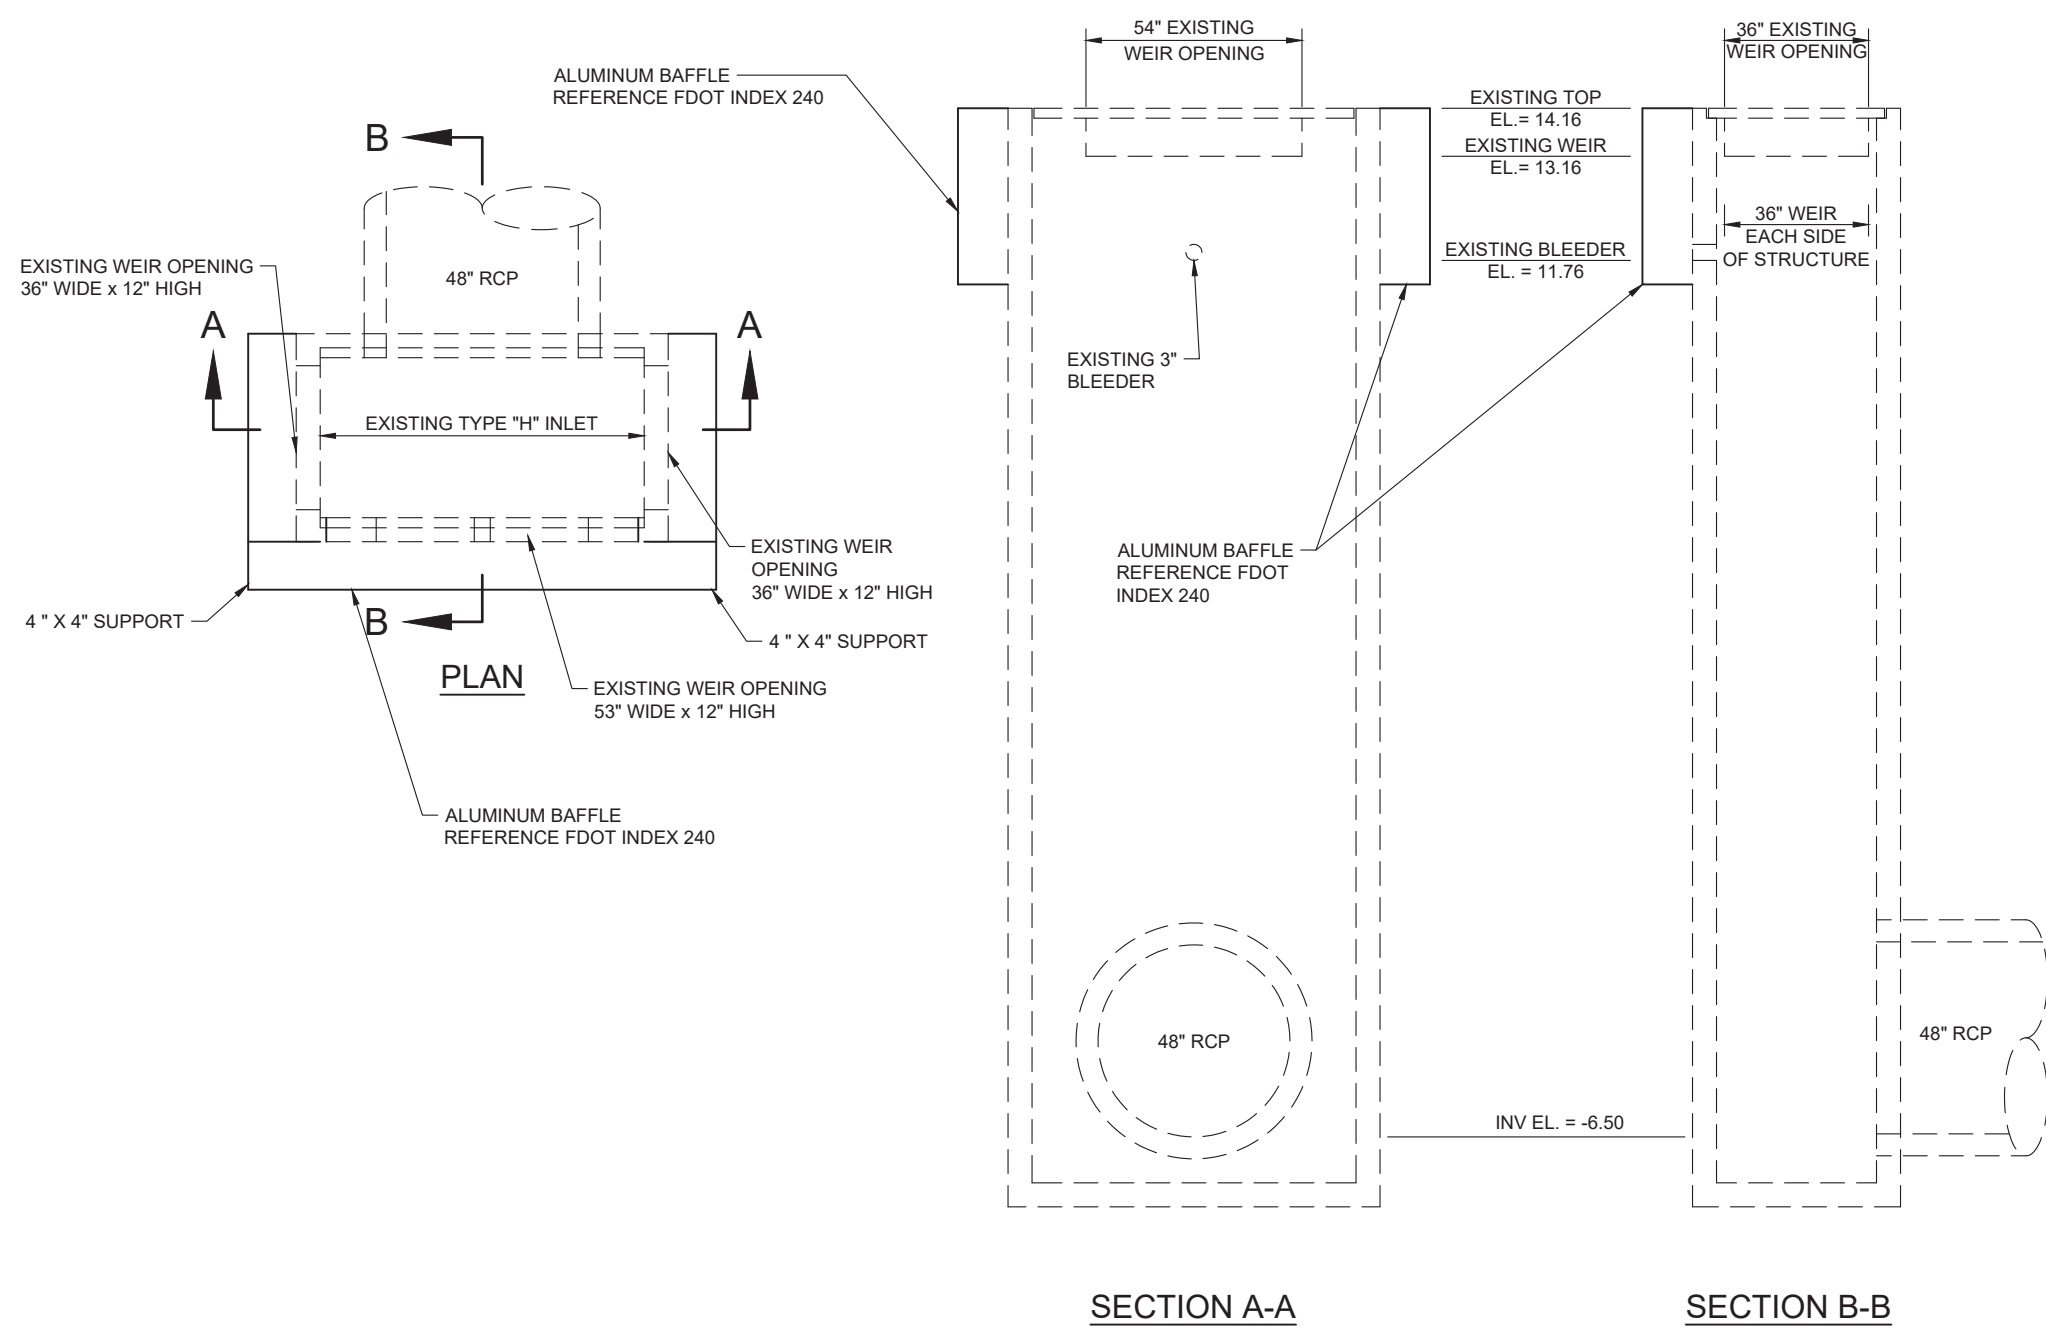 B
48" RCP
EXISTING WEIR OPENING
36" WIDE x 12" HIGH
A
A
EXISTING TYPE "H" INLET
EXISTING WEIR
OPENING
36" WIDE x 12" HIGH
4 " X 4" SUPPORT
B
4 " X 4" SUPPORT
PLAN
EXISTING WEIR OPENING
53" WIDE x 12" HIGH
ALUMINUM BAFFLE
REFERENCE FDOT INDEX 240
ALUMINUM BAFFLE
REFERENCE FDOT INDEX 240
54" EXISTING
WEIR OPENING
EXISTING 3"
BLEEDER
ALUMINUM BAFFLE
REFERENCE FDOT
INDEX 240
48" RCP
SECTION A-A
EXISTING TOP
EL.= 14.16
EXISTING WEIR
EL.= 13.16
EXISTING BLEEDER
EL. = 11.76
INV EL. = -6.50
36" EXISTING
WEIR OPENING
36" WEIR
EACH SIDE
OF STRUCTURE
48" RCP
SECTION B-B